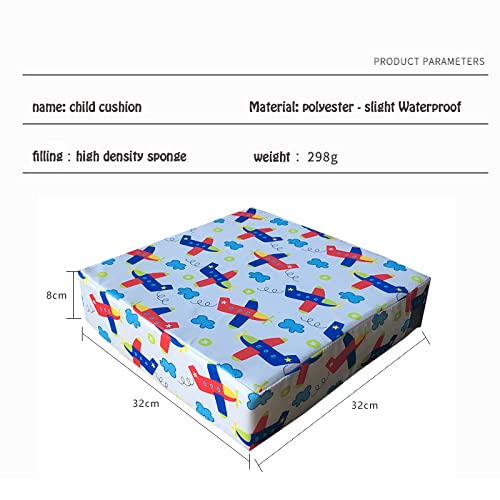 PRODUCT PARAMETERS
name: child cushion Material: polyester - slight Waterproof
filling : high density sponge weight : 298g
8cm
32cm 32cm